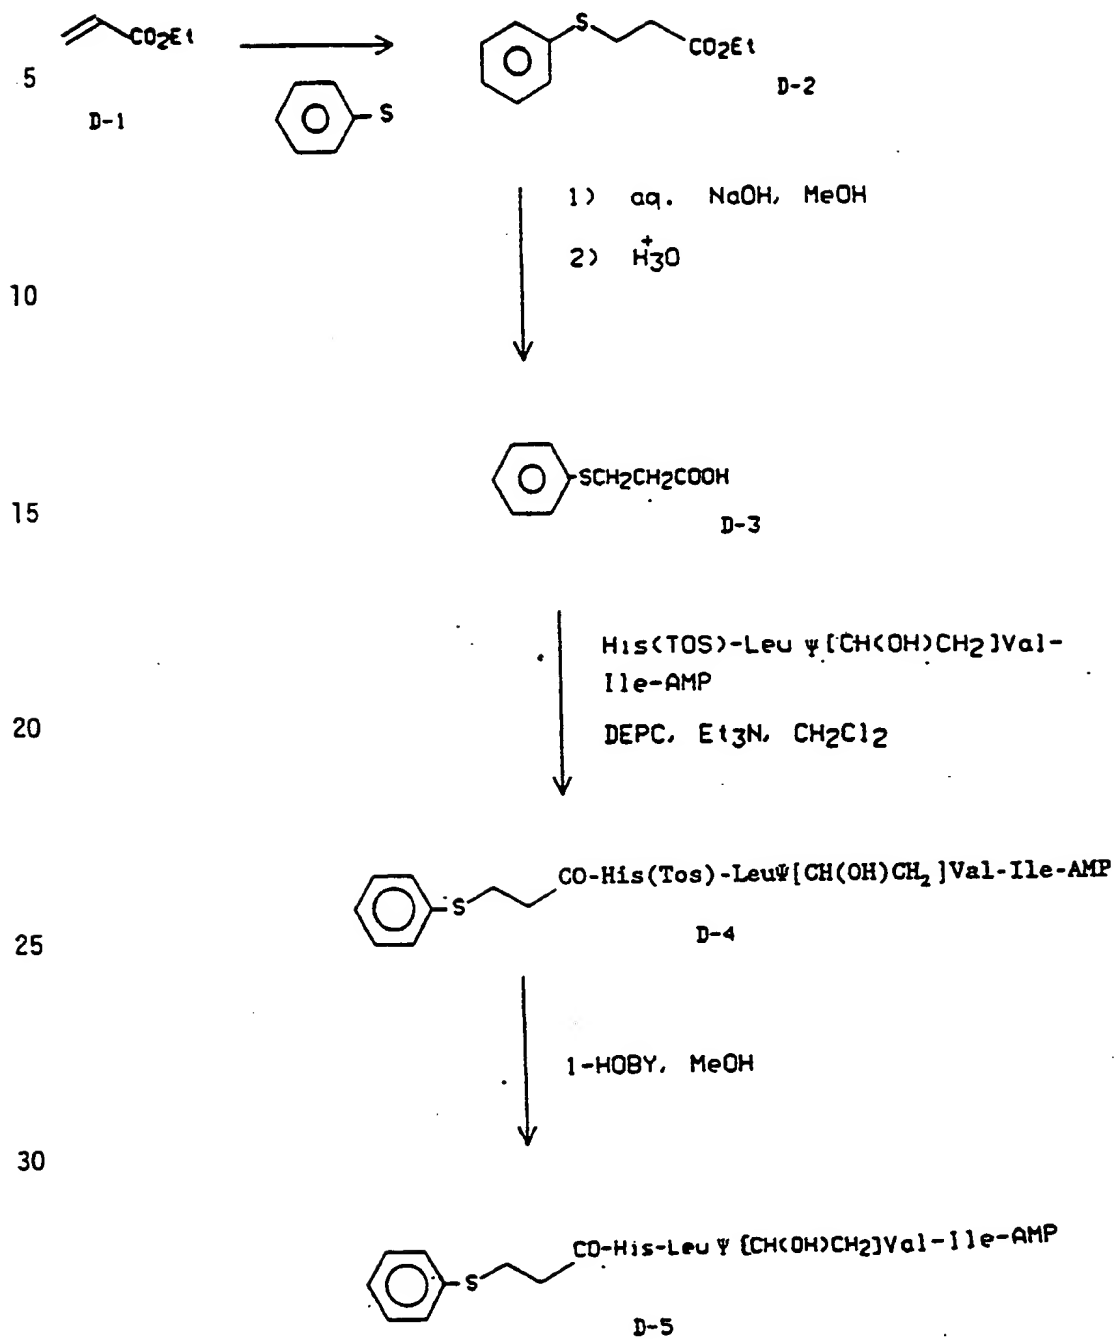 CO2Et
S
CO2Et
5
D-2
D-1
S
1) aq. NaOH, MeOH
2) H3O+
10
SCH2CH2COOH
15
D-3
His(TOS)-Leu Ψ[CH(OH)CH2]Val-
Ile-AMP
20
DEPC, Et3N, CH2Cl2
CO-His(Tos)-LeuΨ[CH(OH)CH2]Val-Ile-AMP
S
D-4
25
1-HOBY, MeOH
30
CO-His-Leu Ψ [CH(OH)CH2]Val-Ile-AMP
S
D-5